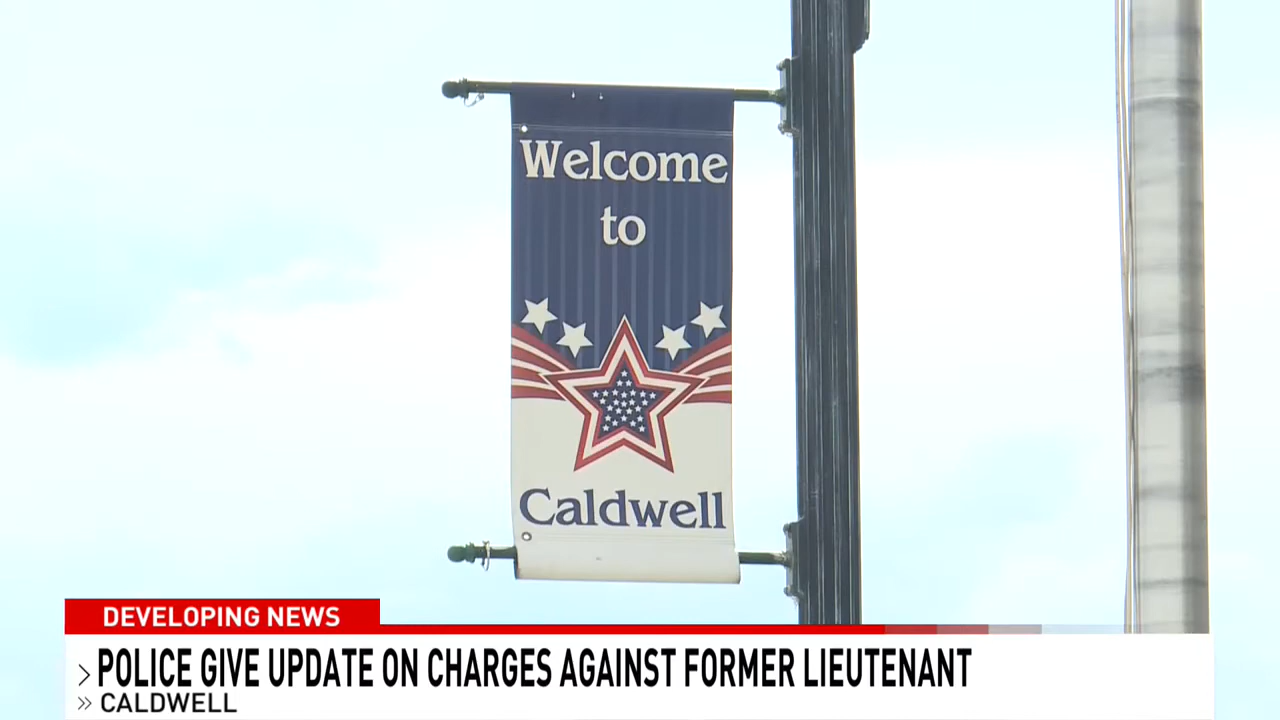 Welcome
to
Caldwell
DEVELOPING NEWS
POLICE GIVE UPDATE ON CHARGES AGAINST FORMER LIEUTENANT
CALDWELL